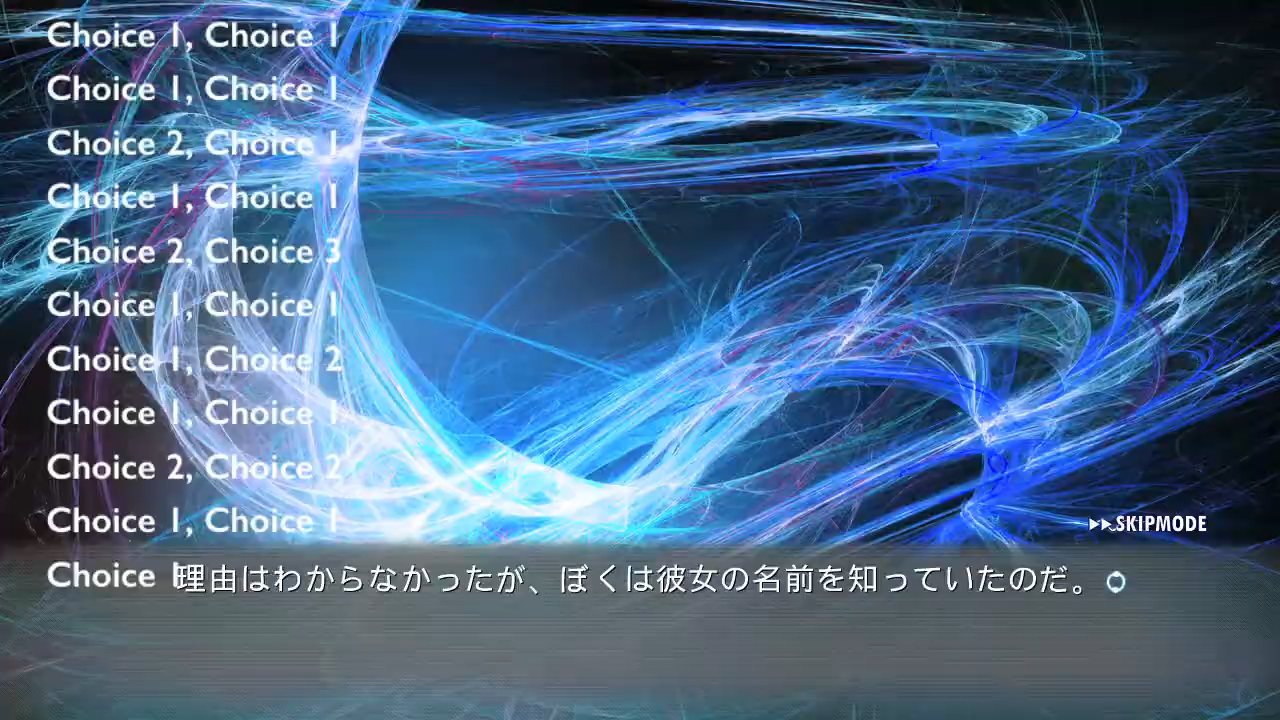 Choice 1, Choice 1
Choice 1, Choice 1
Choice 2, Choice 1
Choice 1, Choice 1
Choice 2, Choice 3
Choice 1, Choice 1
Choice 1, Choice 2
Choice 1, Choice 1
Choice 2, Choice 2
Choice 1, Choice 1
SKIPMODE
Choice 1
理由はわからなかったが、ぼくは彼女の名前を知っていたのだ。